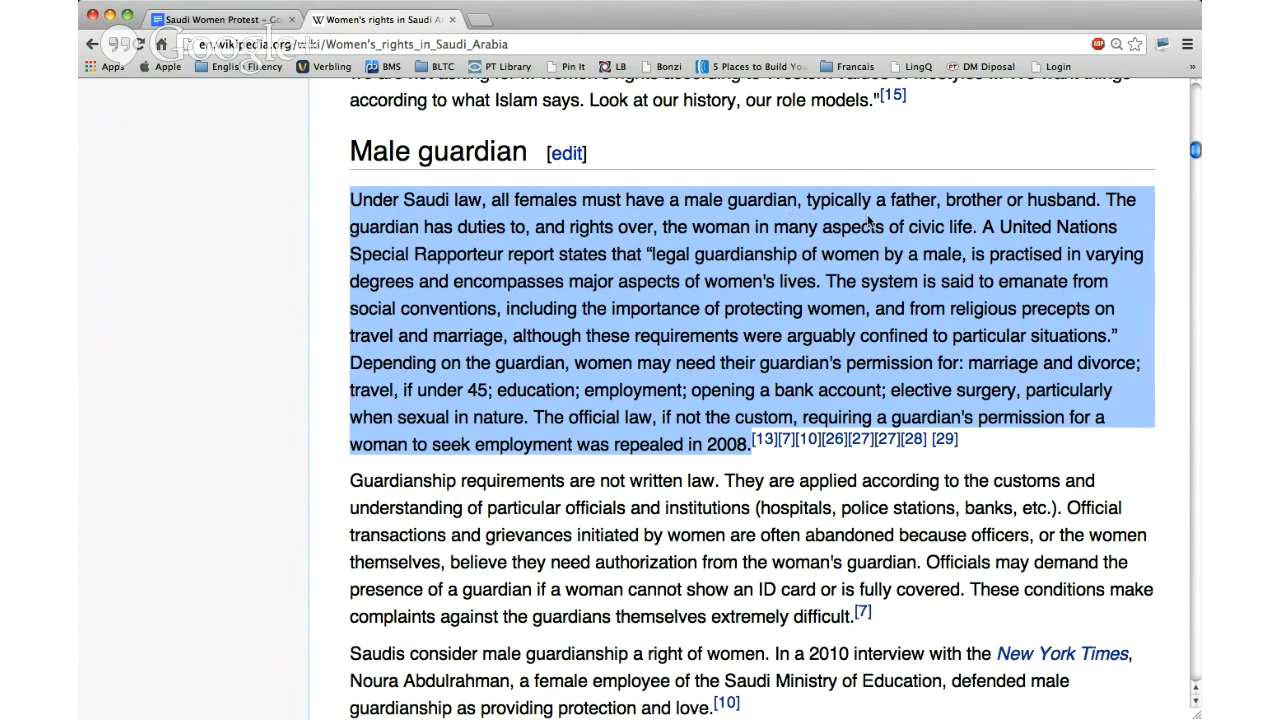 Saudi Women Protest – Go
Women's rights in Saudi Ar
Google+
en.wikipedia.org/wiki/Women's_rights_in_Saudi_Arabia
Apps Apple English Fluency Verbling BMS BLTC PT Library Pin It LB Bonzi 5 Places to Build You Francais LingQ DM Diposal Login »
according to what Islam says. Look at our history, our role models."[15]
Male guardian [edit]
Under Saudi law, all females must have a male guardian, typically a father, brother or husband. The
guardian has duties to, and rights over, the woman in many aspects of civic life. A United Nations
Special Rapporteur report states that “legal guardianship of women by a male, is practised in varying
degrees and encompasses major aspects of women's lives. The system is said to emanate from
social conventions, including the importance of protecting women, and from religious precepts on
travel and marriage, although these requirements were arguably confined to particular situations.”
Depending on the guardian, women may need their guardian's permission for: marriage and divorce;
travel, if under 45; education; employment; opening a bank account; elective surgery, particularly
when sexual in nature. The official law, if not the custom, requiring a guardian's permission for a
woman to seek employment was repealed in 2008.[13][7][10][26][27][27][28] [29]
Guardianship requirements are not written law. They are applied according to the customs and
understanding of particular officials and institutions (hospitals, police stations, banks, etc.). Official
transactions and grievances initiated by women are often abandoned because officers, or the women
themselves, believe they need authorization from the woman's guardian. Officials may demand the
presence of a guardian if a woman cannot show an ID card or is fully covered. These conditions make
complaints against the guardians themselves extremely difficult.[7]
Saudis consider male guardianship a right of women. In a 2010 interview with the New York Times,
Noura Abdulrahman, a female employee of the Saudi Ministry of Education, defended male
guardianship as providing protection and love.[10]